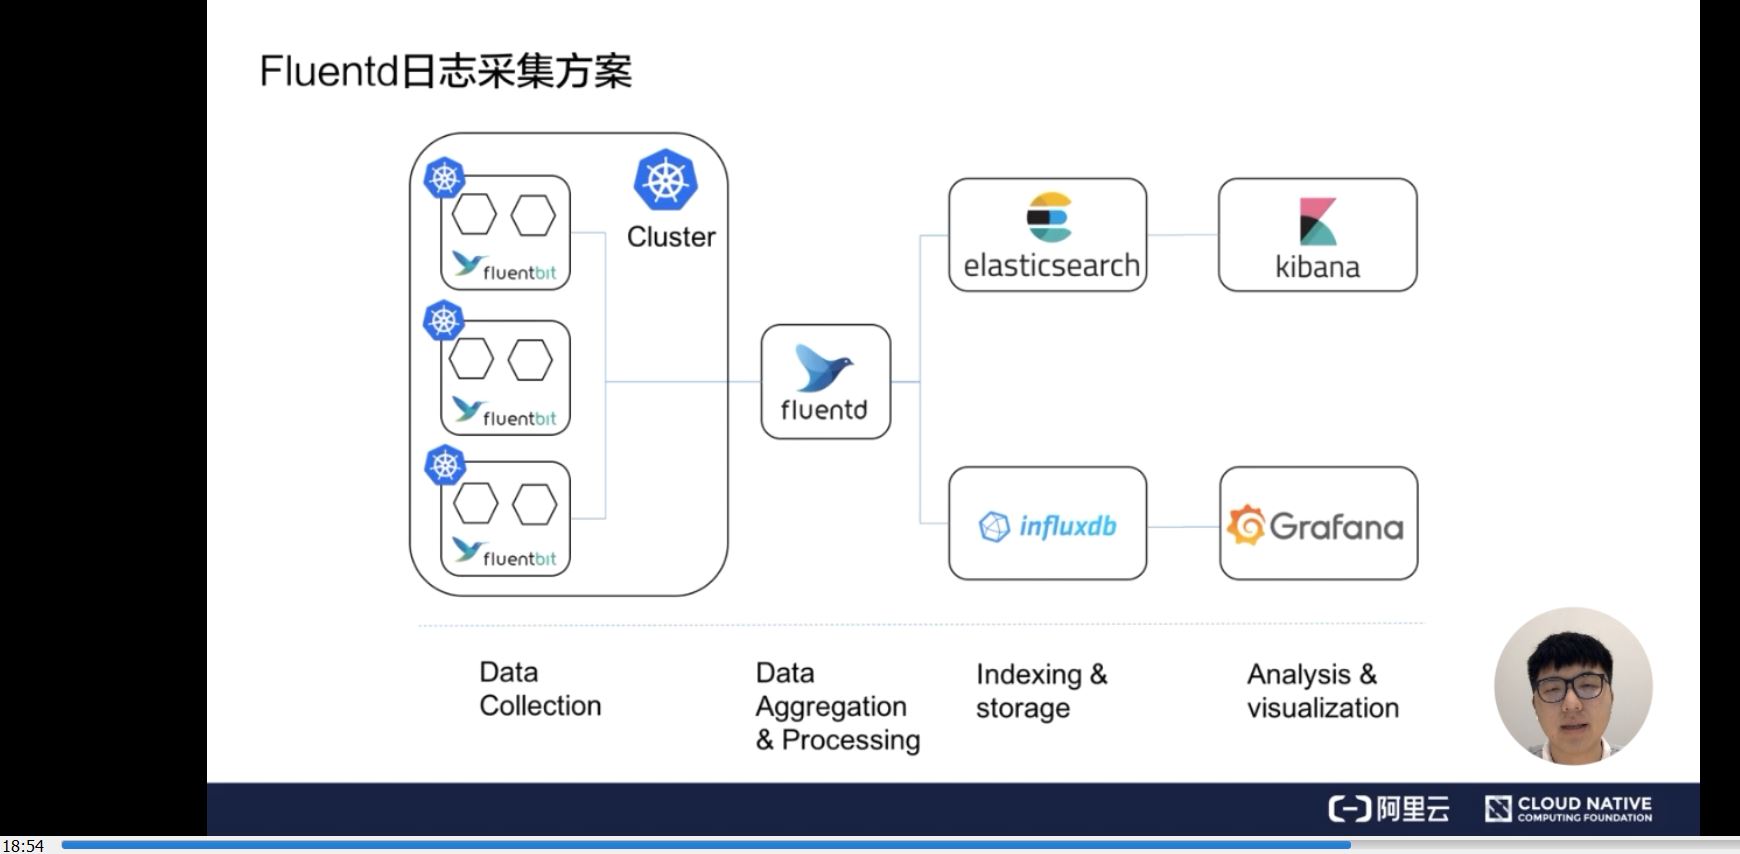 Fluentd日志采集方案
Cluster
fluentbit
fluentbit
fluentbit
fluentd
elasticsearch
kibana
influxdb
Grafana
Data
Collection
Data
Aggregation
& Processing
Indexing &
storage
Analysis &
visualization
阿里云
CLOUD NATIVE
COMPUTING FOUNDATION
18:54